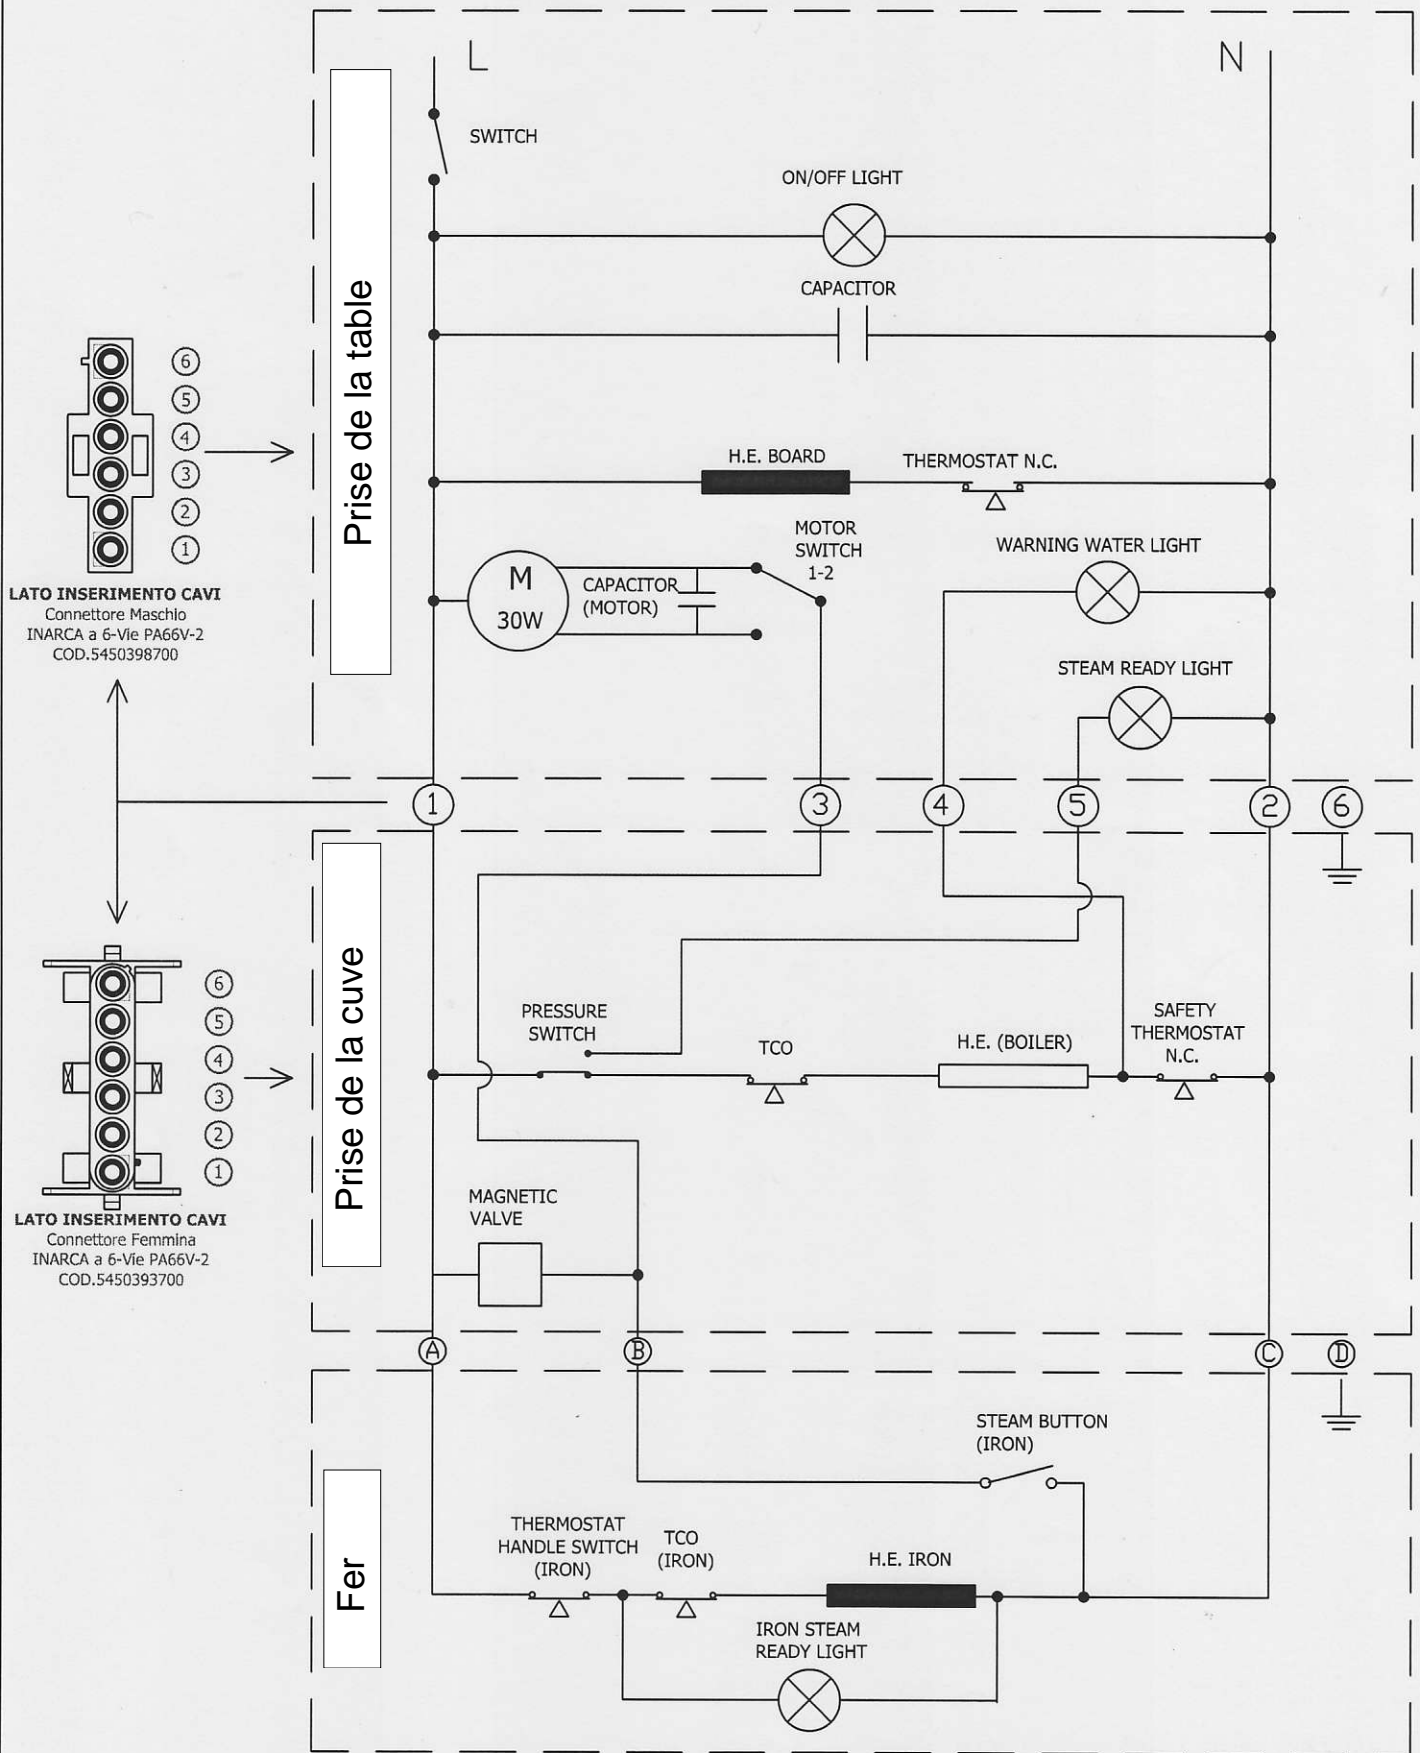 L
N
SWITCH
ON/OFF LIGHT
CAPACITOR
Prise de la table
6
5
4
3
2
1
LATO INSERIMENTO CAVI
Connettore Maschio
INARCA a 6-Vie PA66V-2
COD.5450398700
H.E. BOARD
THERMOSTAT N.C.
MOTOR
SWITCH
1-2
M
30W
CAPACITOR
(MOTOR)
WARNING WATER LIGHT
STEAM READY LIGHT
1
3
4
5
2
6
Prise de la cuve
6
5
4
3
2
1
LATO INSERIMENTO CAVI
Connettore Femmina
INARCA a 6-Vie PA66V-2
COD.5450393700
PRESSURE
SWITCH
TCO
H.E. (BOILER)
SAFETY
THERMOSTAT
N.C.
MAGNETIC
VALVE
A
B
C
D
Fer
STEAM BUTTON
(IRON)
THERMOSTAT
HANDLE SWITCH
(IRON)
TCO
(IRON)
H.E. IRON
IRON STEAM
READY LIGHT